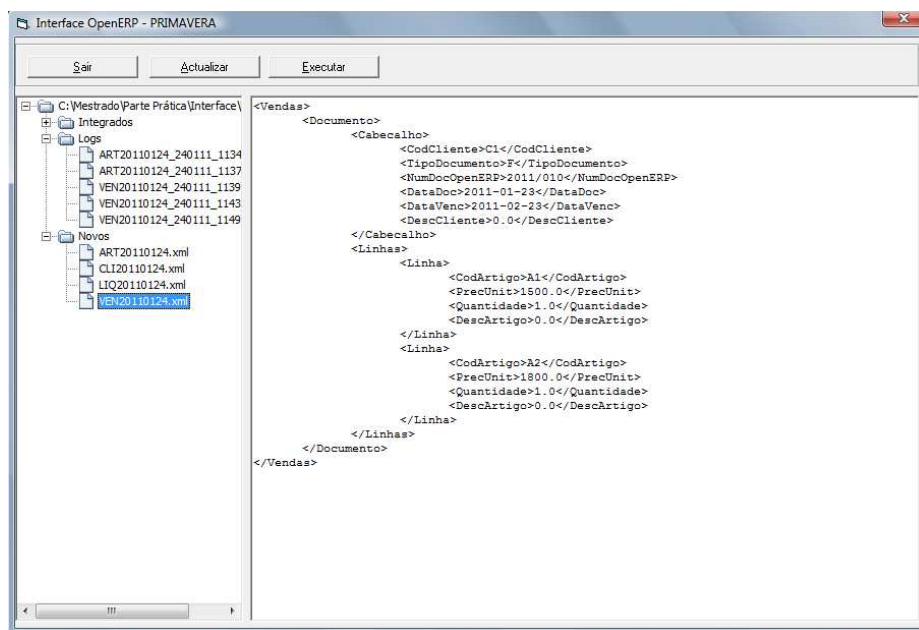 Interface OpenERP - PRIMAVERA
Sair Actualizar Executar
C:\Mestrado\Parte Prática\Interface\
Integrados
Logs
ART20110124_240111_1134
ART20110124_240111_1137
VEN20110124_240111_1139
VEN20110124_240111_1143
VEN20110124_240111_1149
Novos
ART20110124.xml
CLI20110124.xml
LIQ20110124.xml
VEN20110124.xml
<Vendas>
<Documento>
<Cabecalho>
<CodCliente>C1</CodCliente>
<TipoDocumento>F</TipoDocumento>
<NumDocOpenERP>2011/010</NumDocOpenERP>
<DataDoc>2011-01-23</DataDoc>
<DataVenc>2011-02-23</DataVenc>
<DescCliente>0.0</DescCliente>
</Cabecalho>
<Linhas>
<Linha>
<CodArtigo>A1</CodArtigo>
<PrecUnit>1500.0</PrecUnit>
<Quantidade>1.0</Quantidade>
<DescArtigo>0.0</DescArtigo>
</Linha>
<Linha>
<CodArtigo>A2</CodArtigo>
<PrecUnit>1800.0</PrecUnit>
<Quantidade>1.0</Quantidade>
<DescArtigo>0.0</DescArtigo>
</Linha>
</Linhas>
</Documento>
</Vendas>